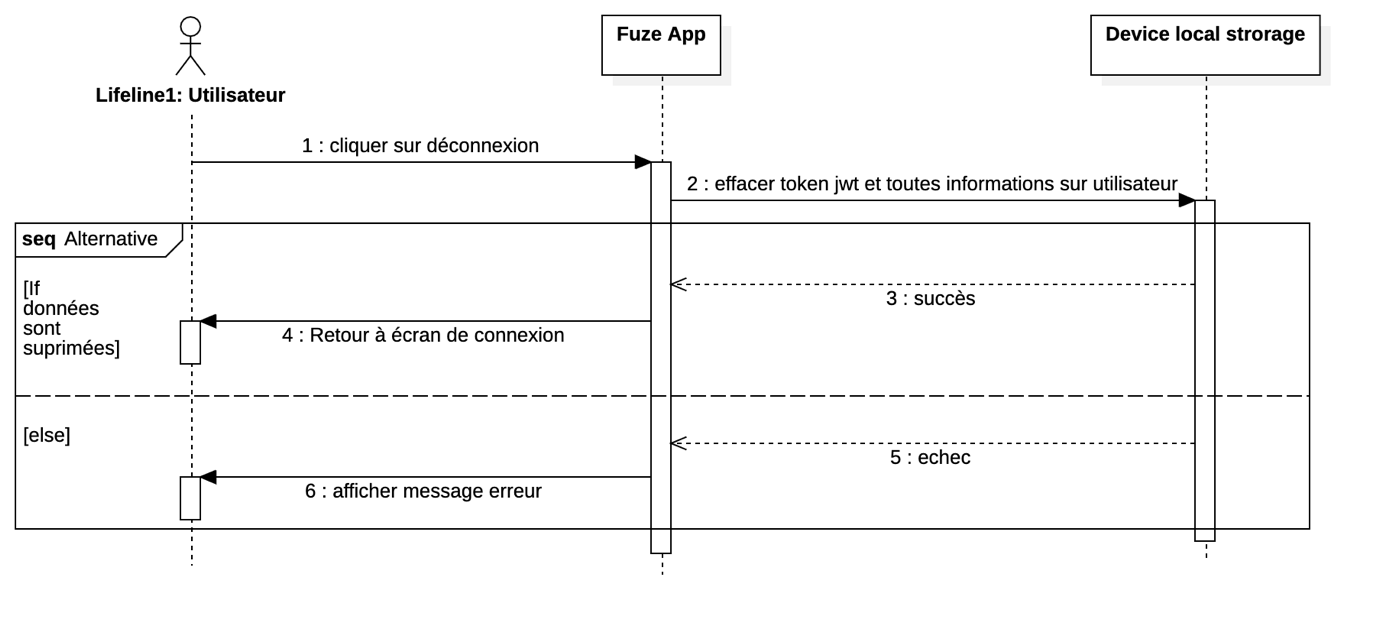 Fuze App
Device local strorage
Lifeline1: Utilisateur
1 : cliquer sur déconnexion
2 : effacer token jwt et toutes informations sur utilisateur
seq Alternative
[If
données
sont
suprimées]
3 : succès
4 : Retour à écran de connexion
[else]
5 : echec
6 : afficher message erreur